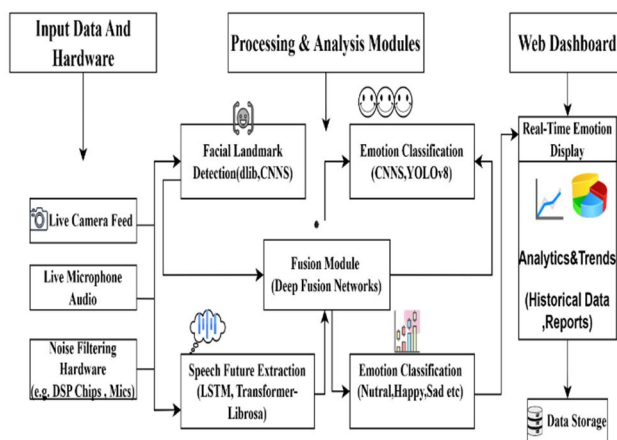 Input Data And
Hardware
Processing & Analysis Modules
Web Dashboard
Facial Landmark
Detection(dlib,CNNS)
Emotion Classification
(CNNS,YOLOv8)
Real-Time Emotion
Display
Live Camera Feed
Live Microphone
Audio
Noise Filtering
Hardware
(e.g. DSP Chips , Mics)
Fusion Module
(Deep Fusion Networks)
Speech Future Extraction
(LSTM, Transformer-
Librosa)
Emotion Classification
(Nutral,Happy,Sad etc)
Analytics&Trends
(Historical Data
,Reports)
Data Storage